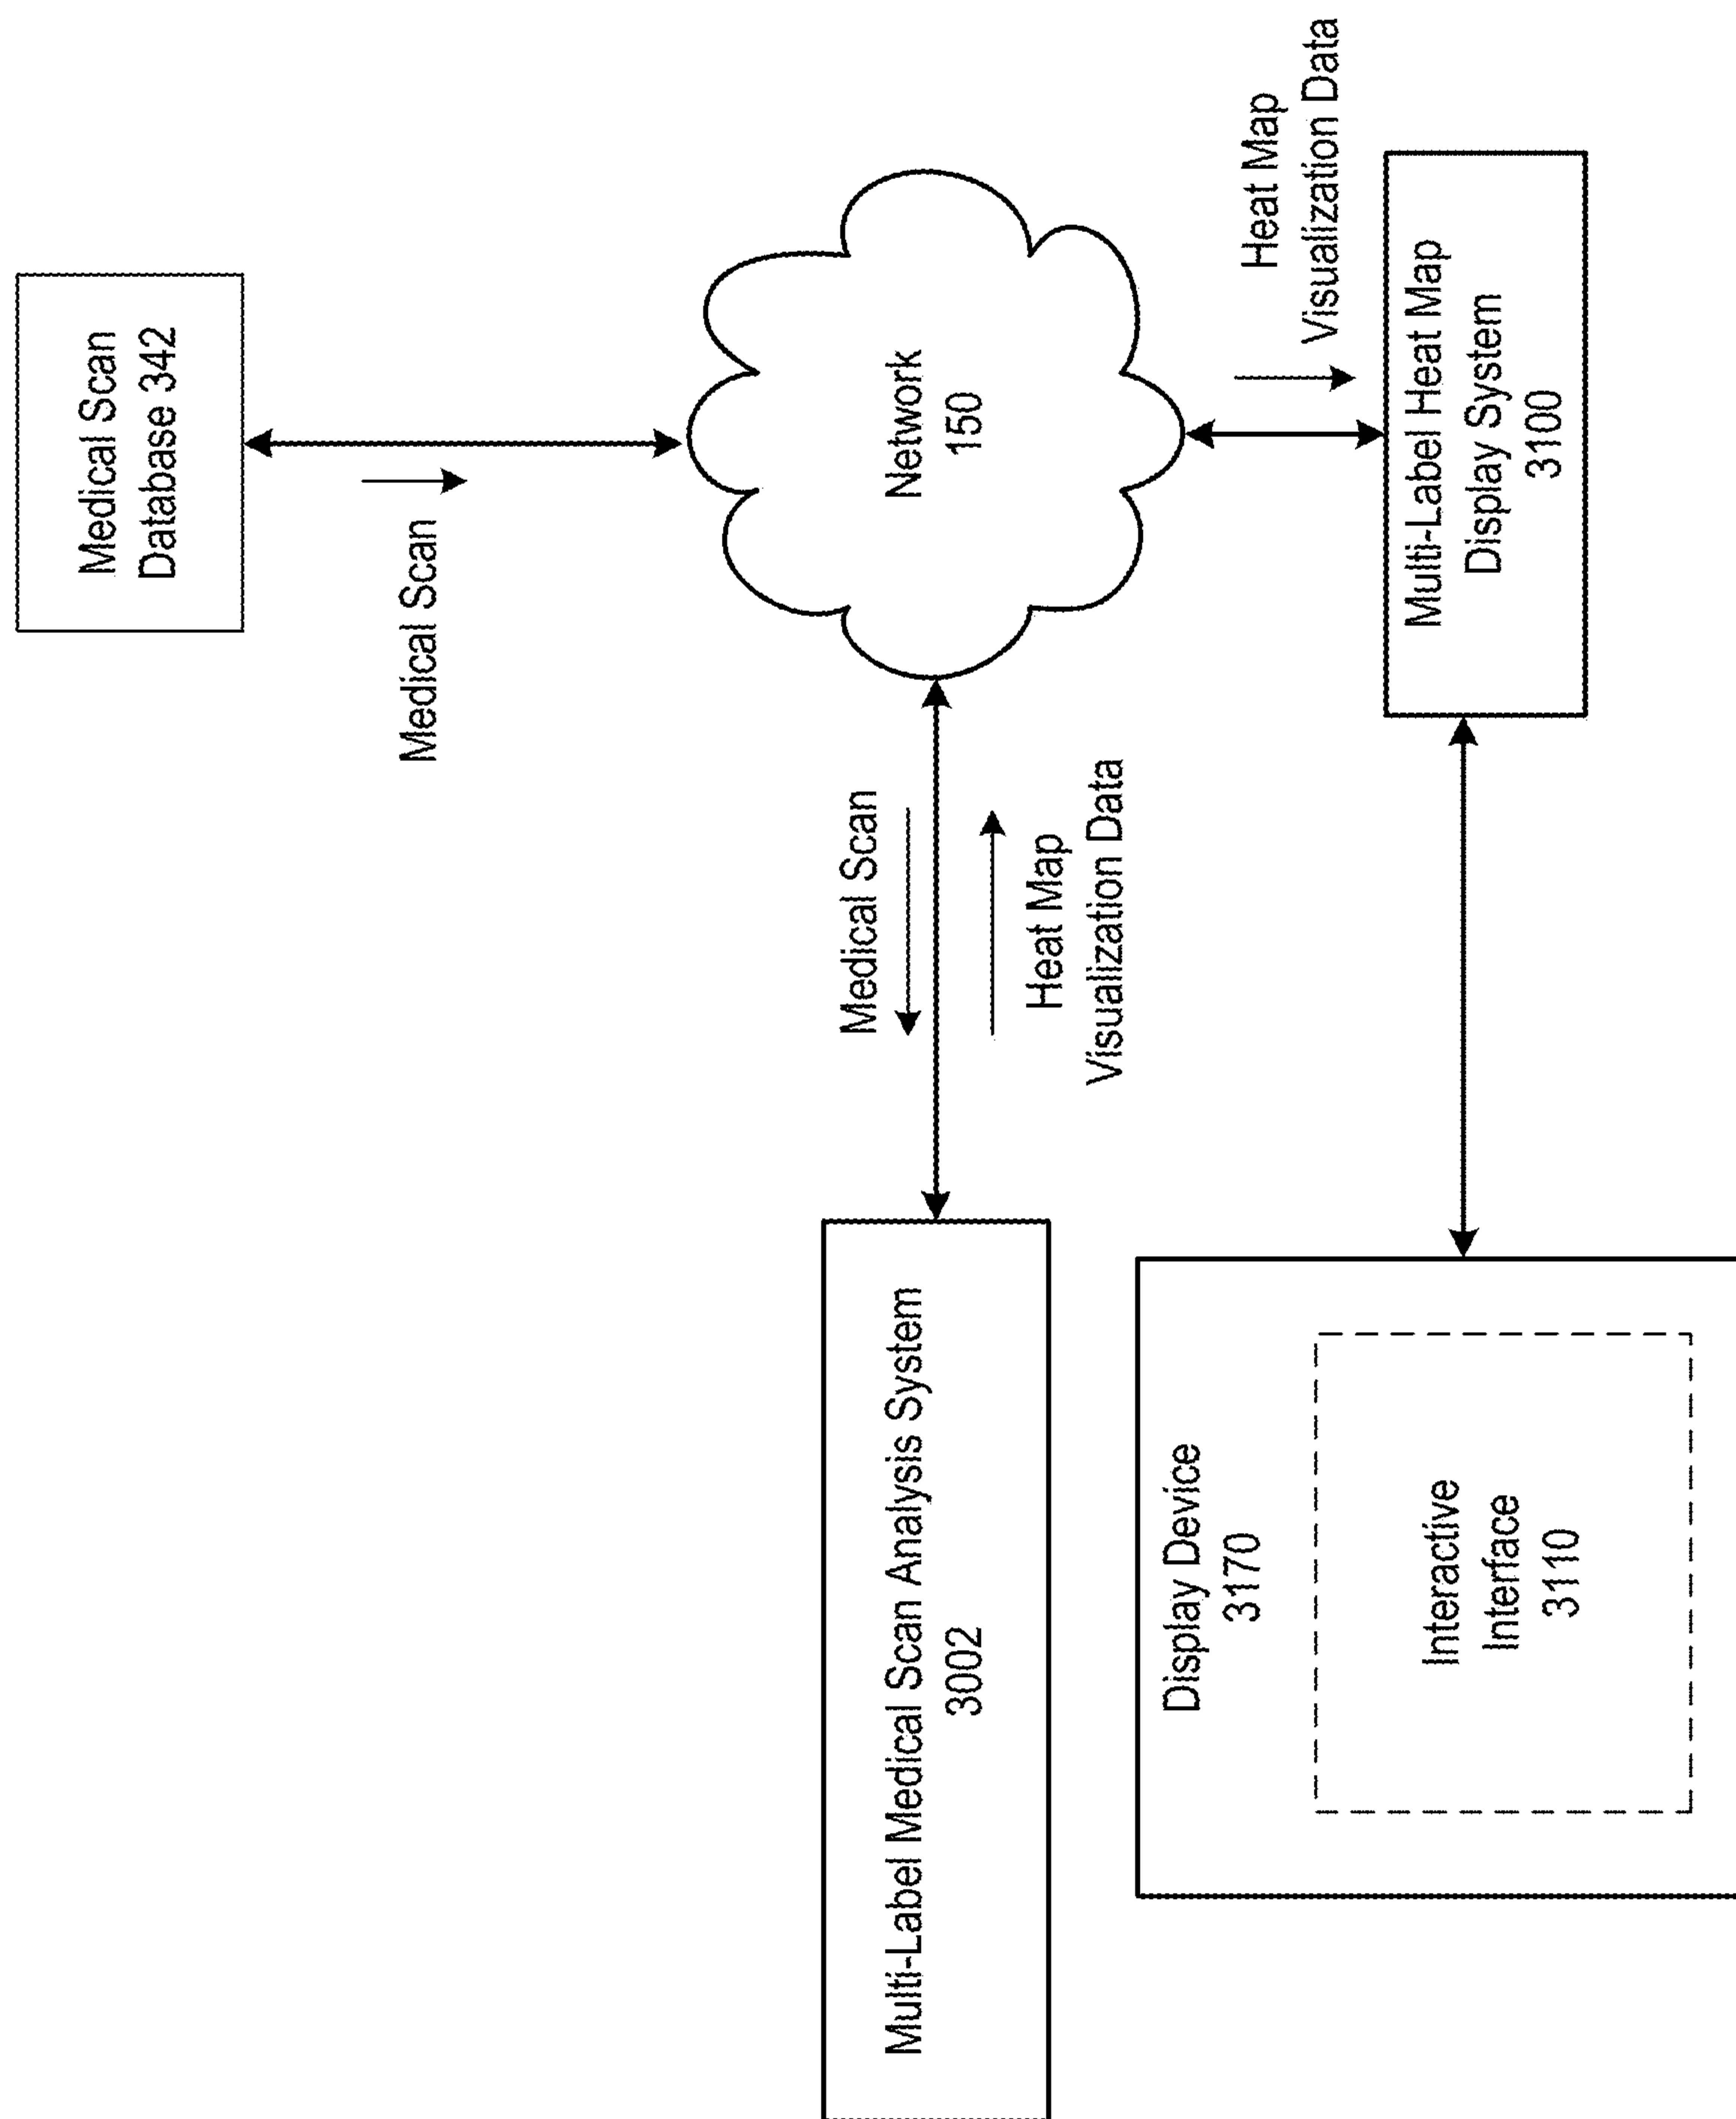 Medical Scan
Database 342
Medical Scan
Network
150
Medical Scan
Heat Map
Visualization Data
Heat Map
Visualization Data
Multi-Label Medical Scan Analysis System
3002
Multi-Label Heat Map
Display System
3100
Display Device
3170
Interactive
Interface
3110